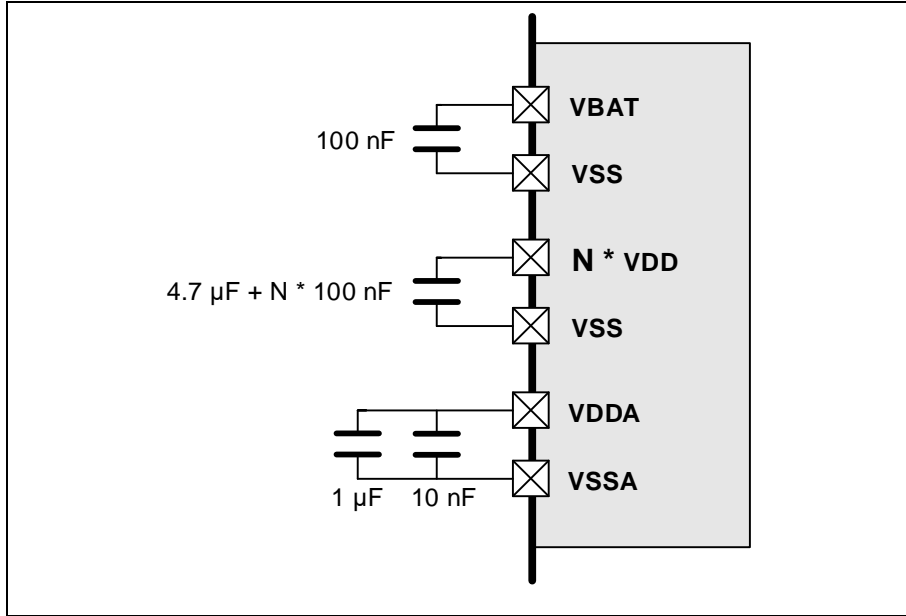 VBAT
100 nF
VSS
N * VDD
4.7 µF + N * 100 nF
VSS
VDDA
VSSA
1 µF 10 nF